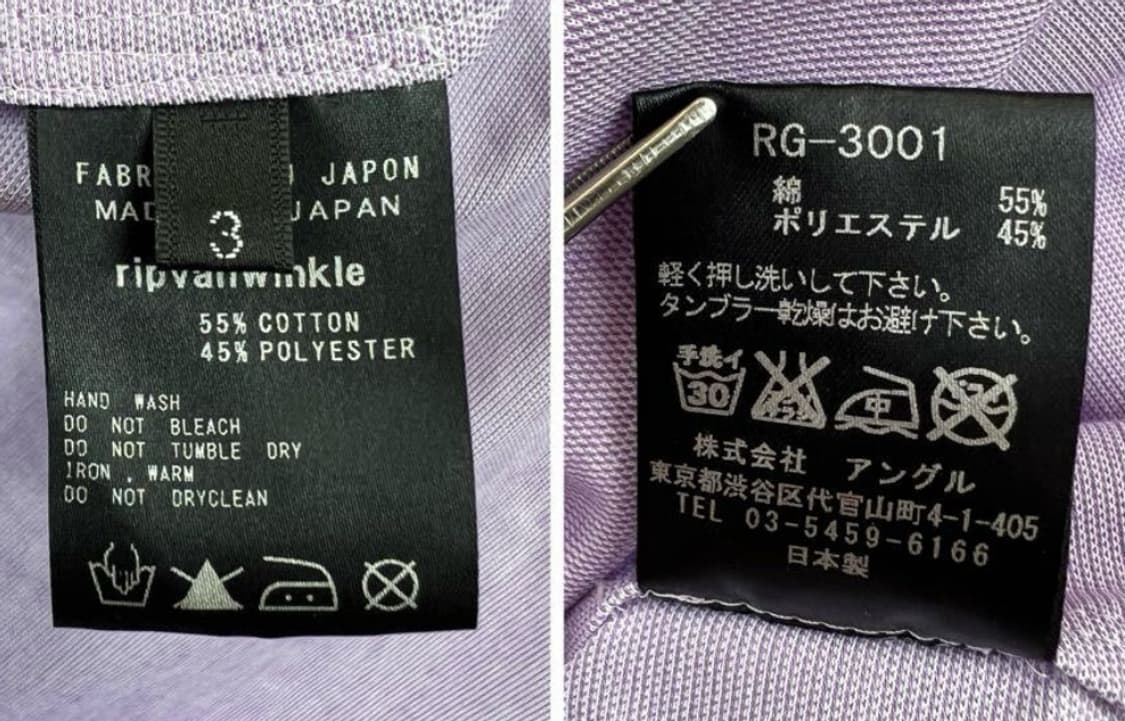 FABR JAPON
MAD JAPAN
3
ripvanwinkle
55% COTTON
45% POLYESTER
HAND WASH
DO NOT BLEACH
DO NOT TUMBLE DRY
IRON . WARM
DO NOT DRYCLEAN
RG-3001
綿 55%
ポリエステル 45%
軽く押し洗いして下さい。
タンブラー乾燥はお避け下さい。
手洗イ
30 中
株式会社 アングル
東京都渋谷区代官山町4-1-405
TEL 03-5459-6166
日本製